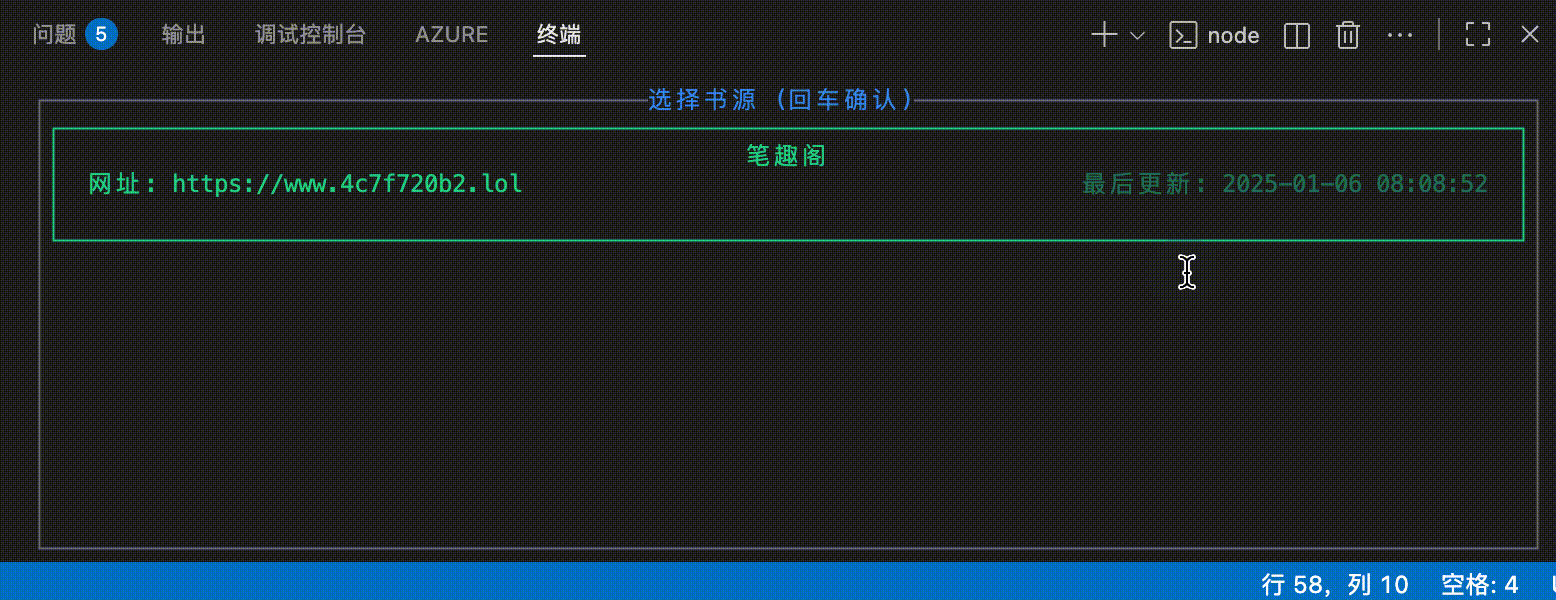 问题 5 输出 调试控制台 AZURE 终端 node
选择书源 (回车确认)
笔趣阁
网址: https://www.4c7f720b2.lol 最后更新: 2025-01-06 08:08:52
行 58, 列 10 空格: 4